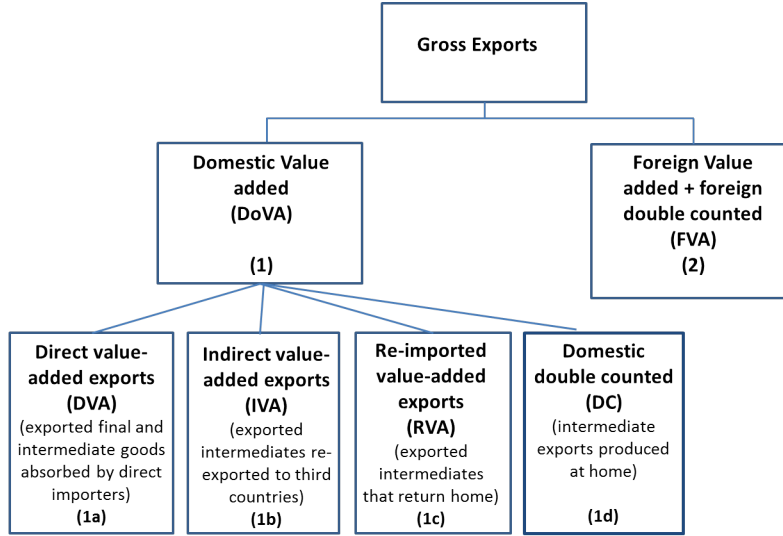 Gross Exports
Domestic Value
added
(DoVA)
(1)
Foreign Value
added + foreign
double counted
(FVA)
(2)
Direct value-
added exports
(DVA)
(exported final and
intermediate goods
absorbed by direct
importers)
(1a)
Indirect value-
added exports
(IVA)
(exported
intermediates re-
exported to third
countries)
(1b)
Re-imported
value-added
exports
(RVA)
(exported
intermediates
that return home)
(1c)
Domestic
double counted
(DC)
(intermediate
exports produced
at home)
(1d)